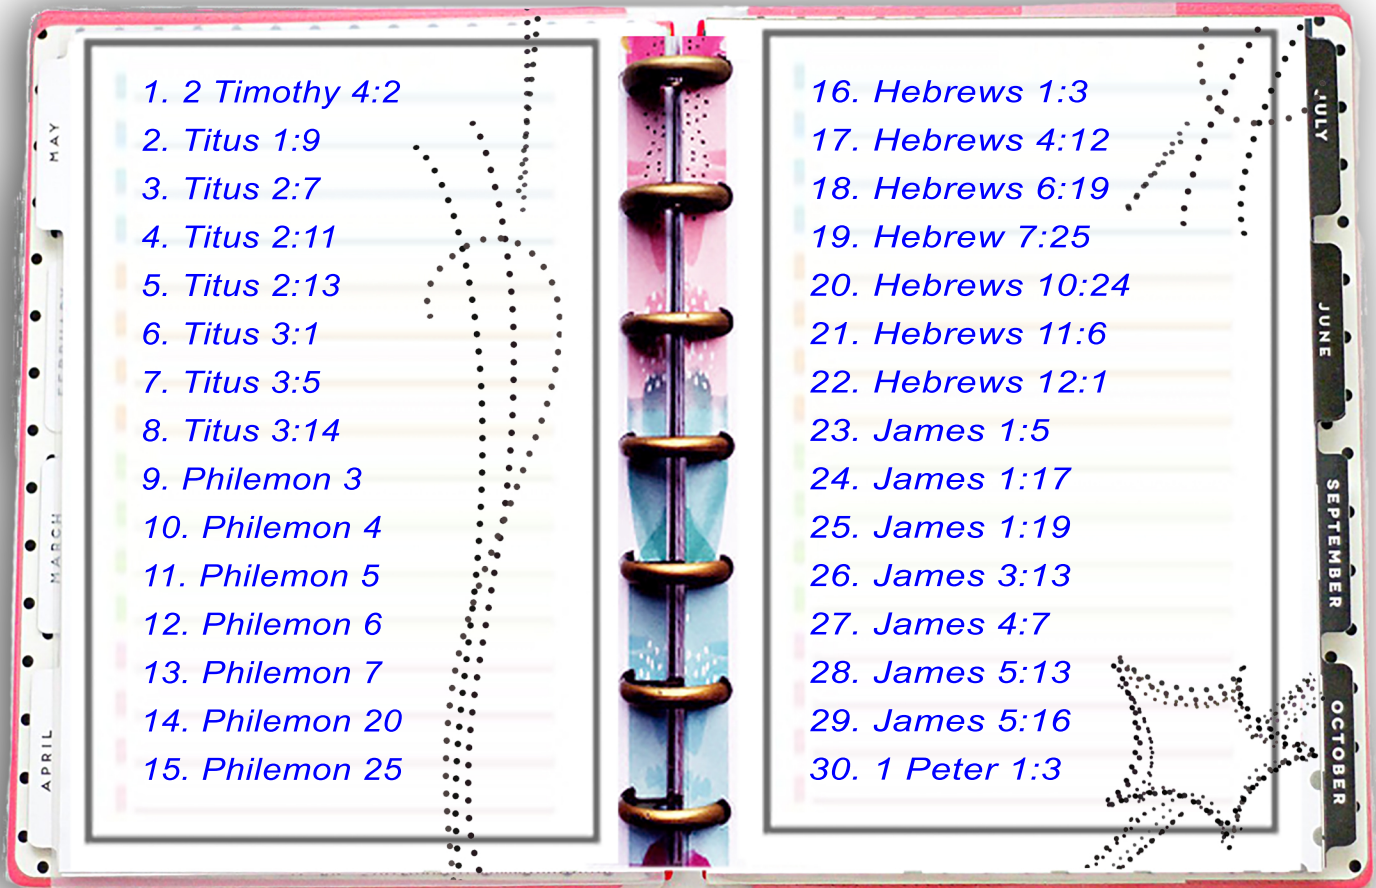 1. 2 Timothy 4:2
2. Titus 1:9
3. Titus 2:7
4. Titus 2:11
5. Titus 2:13
6. Titus 3:1
7. Titus 3:5
8. Titus 3:14
9. Philemon 3
10. Philemon 4
11. Philemon 5
12. Philemon 6
13. Philemon 7
14. Philemon 20
15. Philemon 25
16. Hebrews 1:3
17. Hebrews 4:12
18. Hebrews 6:19
19. Hebrew 7:25
20. Hebrews 10:24
21. Hebrews 11:6
22. Hebrews 12:1
23. James 1:5
24. James 1:17
25. James 1:19
26. James 3:13
27. James 4:7
28. James 5:13
29. James 5:16
30. 1 Peter 1:3
MAY
FEBRUARY
MARCH
APRIL
JULY
JUNE
SEPTEMBER
OCTOBER